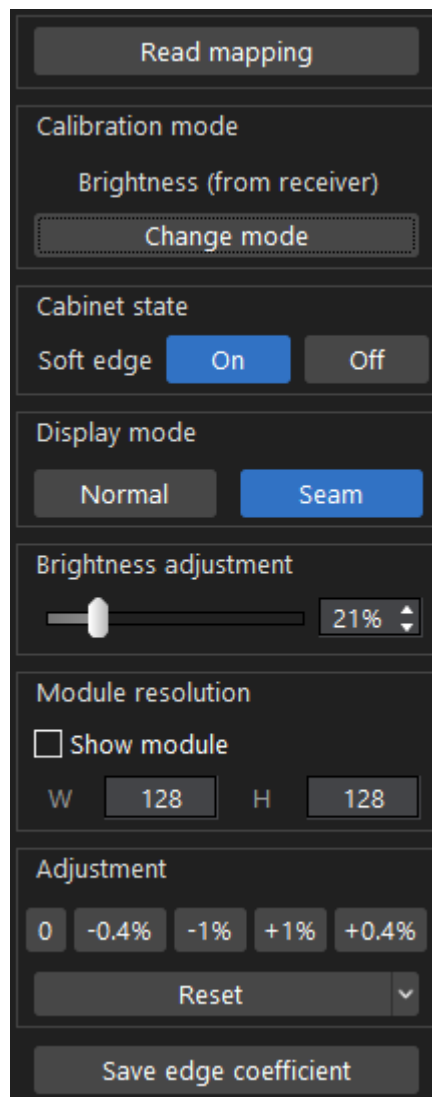 Read mapping
Calibration mode
Brightness (from receiver)
Change mode
Cabinet state
Soft edge On Off
Display mode
Normal Seam
Brightness adjustment
21%
Module resolution
Show module
W 128 H 128
Adjustment
0 -0.4% -1% +1% +0.4%
Reset
Save edge coefficient